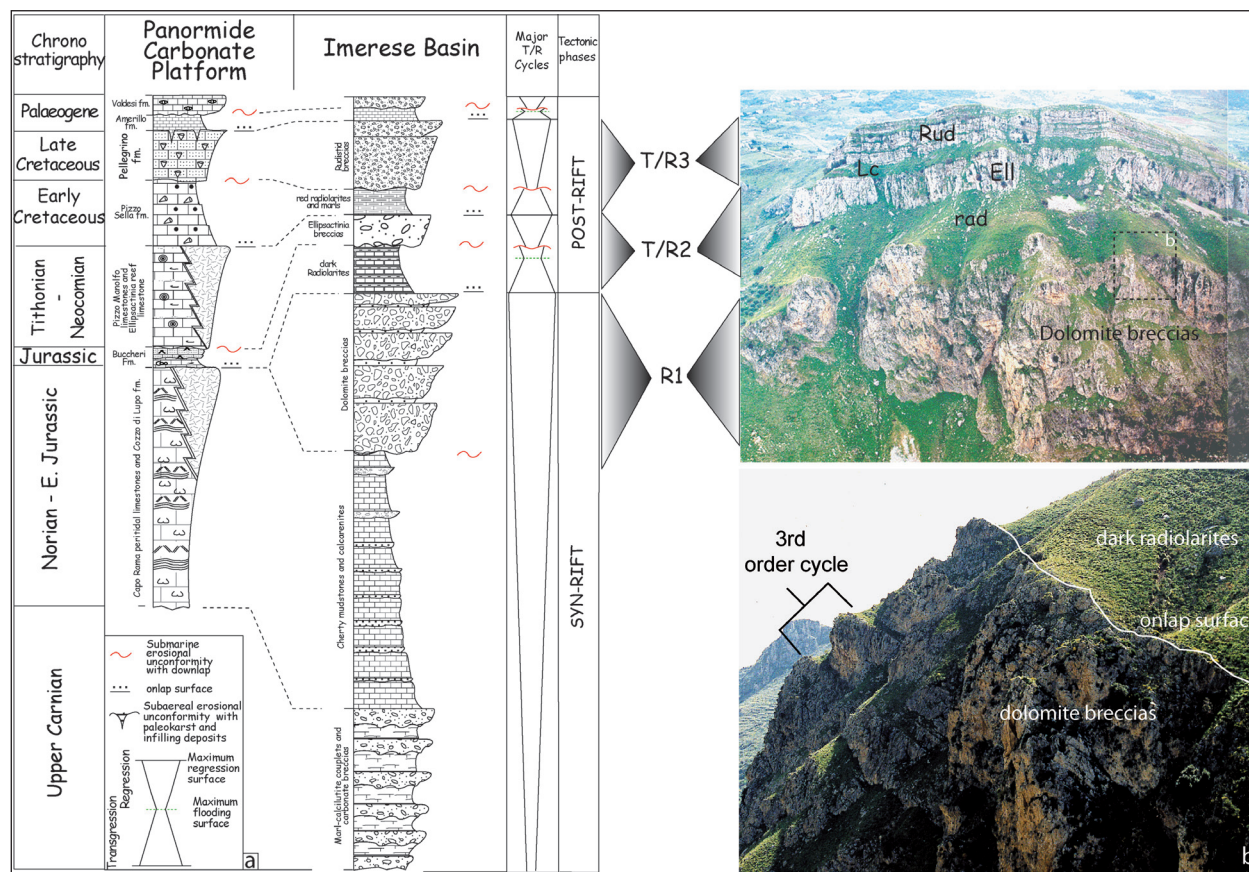 Chrono
stratigraphy
Panormide
Carbonate
Platform
Imerese Basin
Major
T/R
Cycles
Tectonic
phases
Palaeogene
Late
Cretaceous
Early
Cretaceous
Tithonian
-
Neocomian
Jurassic
Norian - E. Jurassic
Upper Carnian
Valdesi fm.
Amerillo
fm.
Pellegrino
fm.
Pizzo
Sella fm.
Pizzo Manolfo
limestones and
Ellipsactinia reef
limestone
Buccheri
Fm.
Capo Rama peritidal limestones and Cozzo di Lupo fm.
Rudistid
breccias
red radiolarites
and marls
Ellipsactinia
breccias
dark
Radiolarites
Dolomite breccias
Cherty mudstones and calcarenites
Marl-calcilutite couplets and
carbonate breccias
POST-RIFT
SYN-RIFT
T/R3
T/R2
R1
Submarine
erosional
unconformity
with downlap
onlap surface
Subaereal erosional
unconformity with
paleokarst and
infilling deposits
Transgression
Regression
Maximum
regression
surface
Maximum
flooding
surface
a
Rud
Lc
Ell
rad
b
Dolomite breccias
3rd
order cycle
dark radiolarites
onlap surfac
dolomite breccias
b